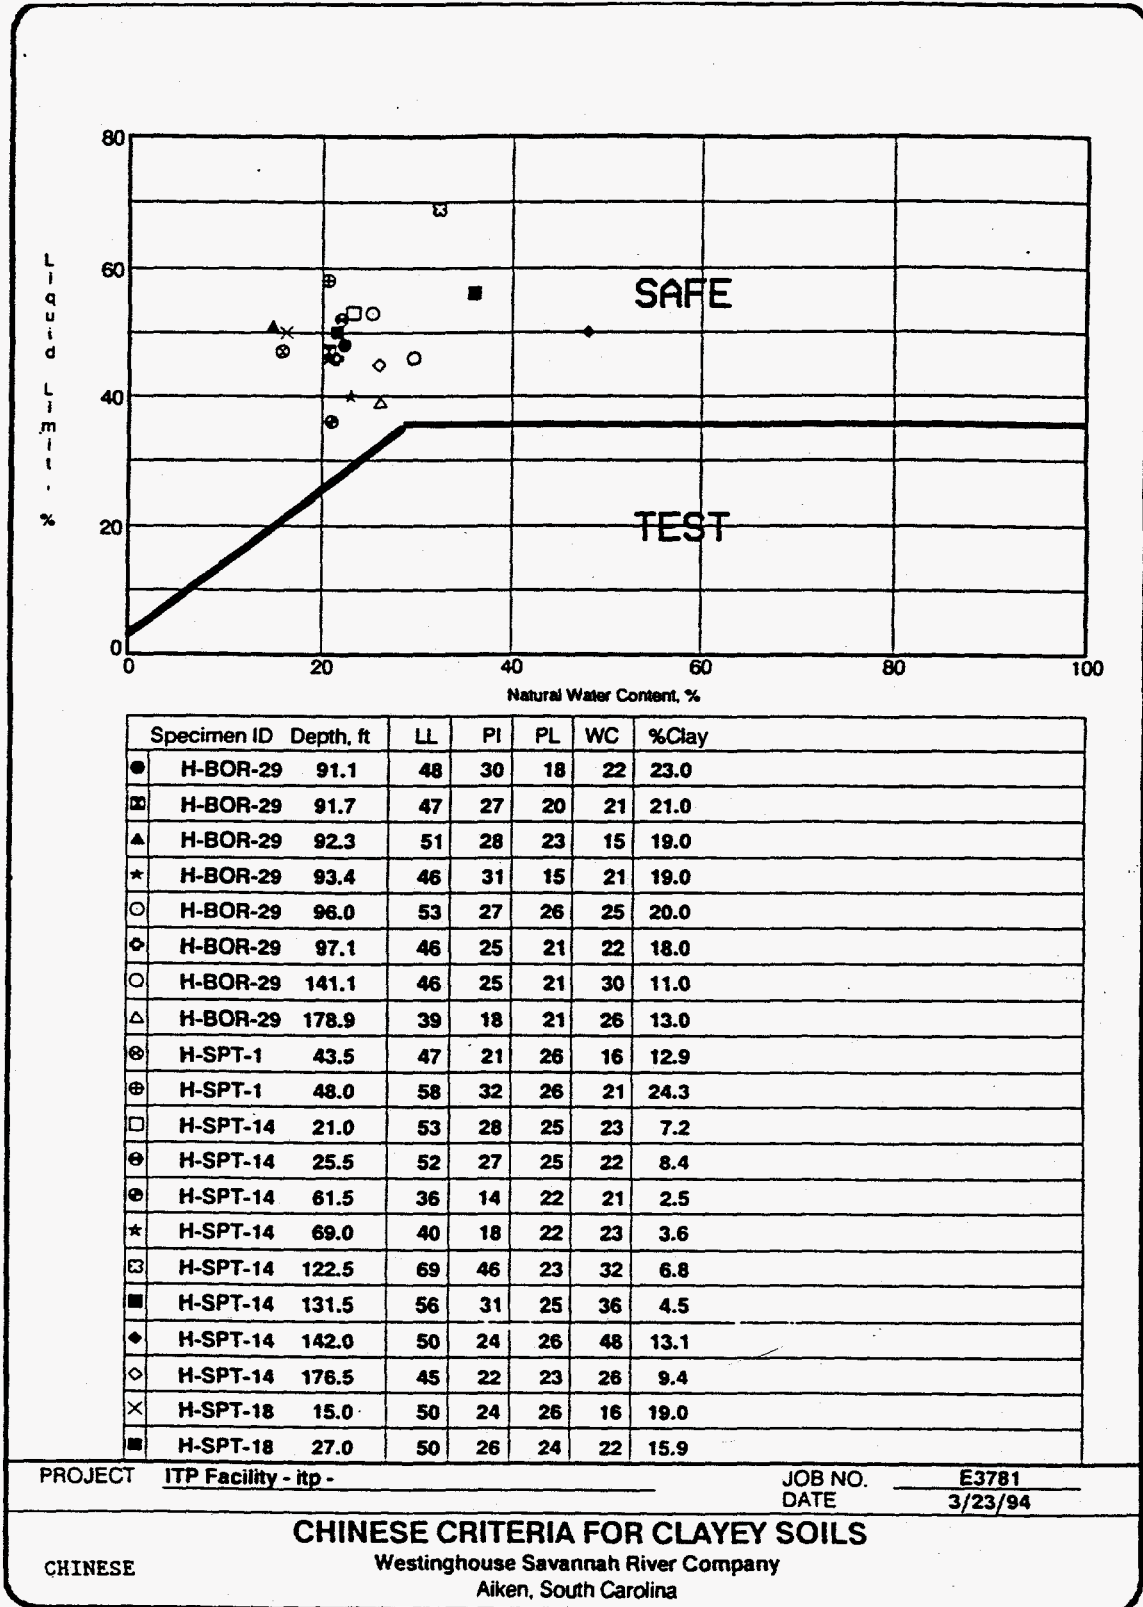 80
60
40
20
0
Liquid Limit - %
SAFE
TEST
0 20 40 60 80 100
Natural Water Content, %
Specimen ID Depth, ft LL PI PL WC %Clay
H-BOR-29 91.1 48 30 18 22 23.0
H-BOR-29 91.7 47 27 20 21 21.0
H-BOR-29 92.3 51 28 23 15 19.0
H-BOR-29 93.4 46 31 15 21 19.0
H-BOR-29 96.0 53 27 26 25 20.0
H-BOR-29 97.1 46 25 21 22 18.0
H-BOR-29 141.1 46 25 21 30 11.0
H-BOR-29 178.9 39 18 21 26 13.0
H-SPT-1 43.5 47 21 26 16 12.9
H-SPT-1 48.0 58 32 26 21 24.3
H-SPT-14 21.0 53 28 25 23 7.2
H-SPT-14 25.5 52 27 25 22 8.4
H-SPT-14 61.5 36 14 22 21 2.5
H-SPT-14 69.0 40 18 22 23 3.6
H-SPT-14 122.5 69 46 23 32 6.8
H-SPT-14 131.5 56 31 25 36 4.5
H-SPT-14 142.0 50 24 26 48 13.1
H-SPT-14 176.5 45 22 23 26 9.4
H-SPT-18 15.0 50 24 26 16 19.0
H-SPT-18 27.0 50 26 24 22 15.9
PROJECT ITP Facility - itp - JOB NO. E3781
DATE 3/23/94
CHINESE CRITERIA FOR CLAYEY SOILS
Westinghouse Savannah River Company
CHINESE
Aiken, South Carolina